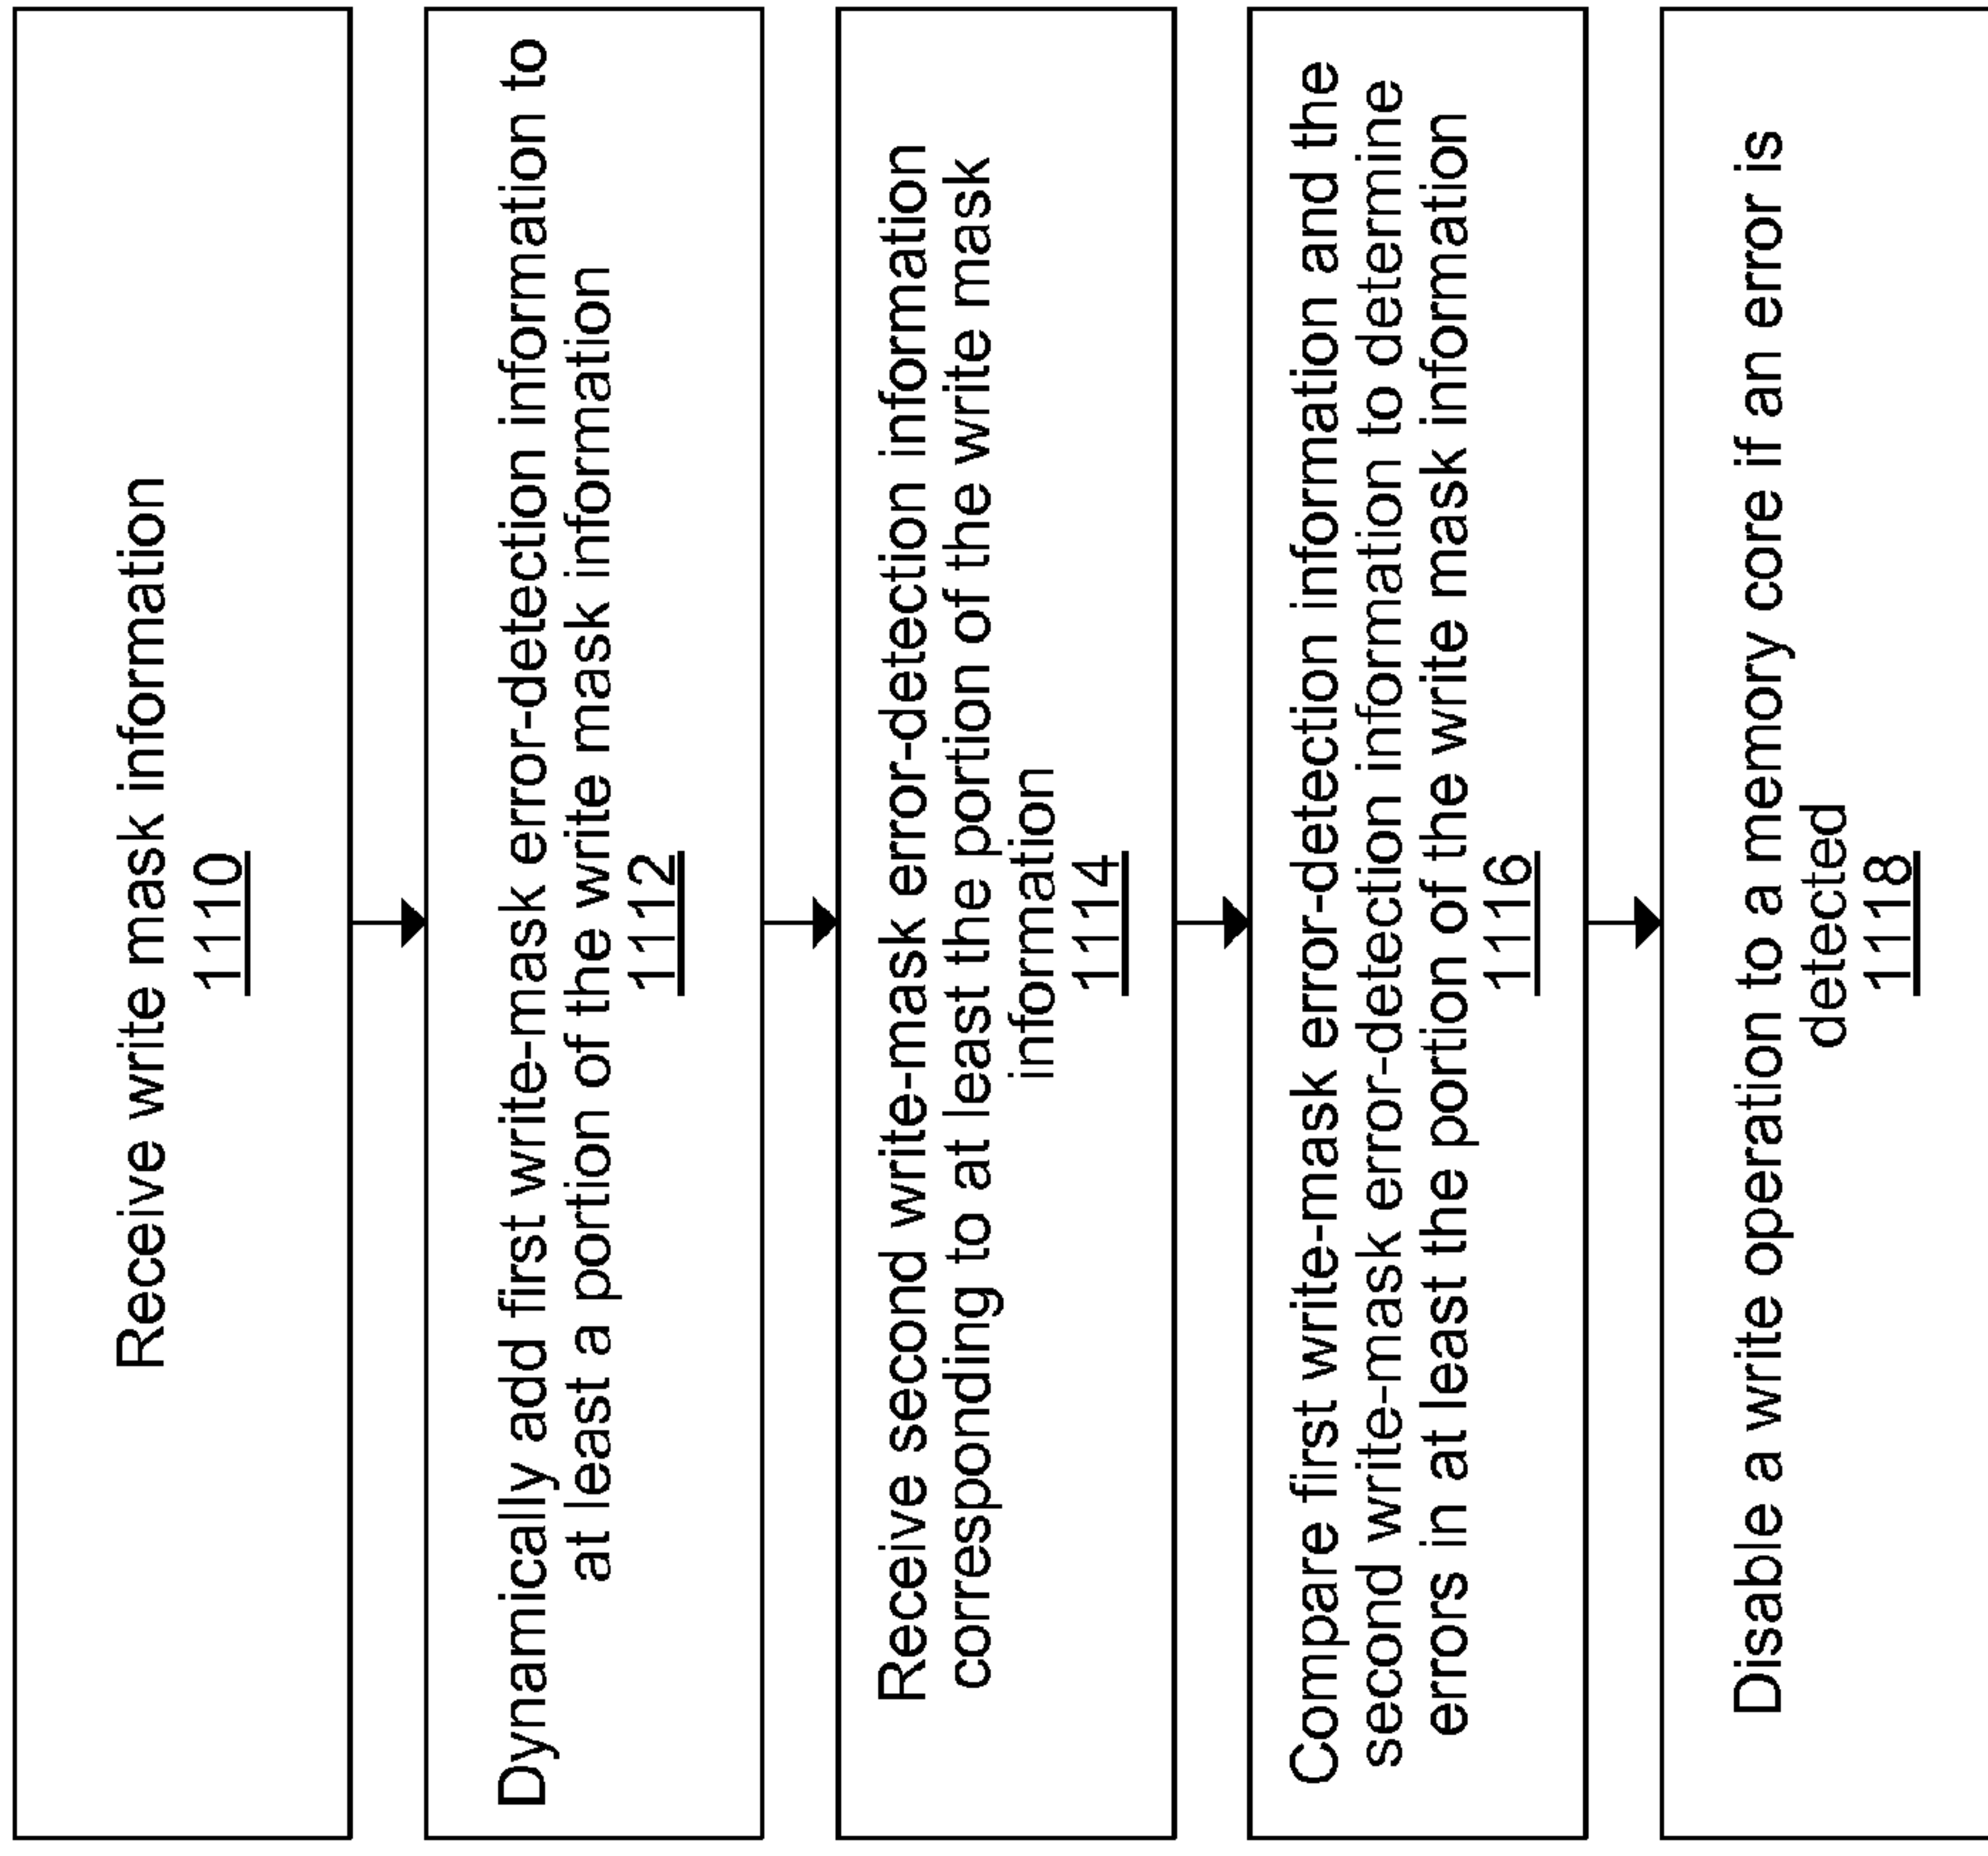 Receive write mask information
1110
Dynamically add first write-mask error-detection information to
at least a portion of the write mask information
1112
Receive second write-mask error-detection information
corresponding to at least the portion of the write mask
information
1114
Compare first write-mask error-detection information and the
second write-mask error-detection information to determine
errors in at least the portion of the write mask information
1116
Disable a write operation to a memory core if an error is
detected
1118